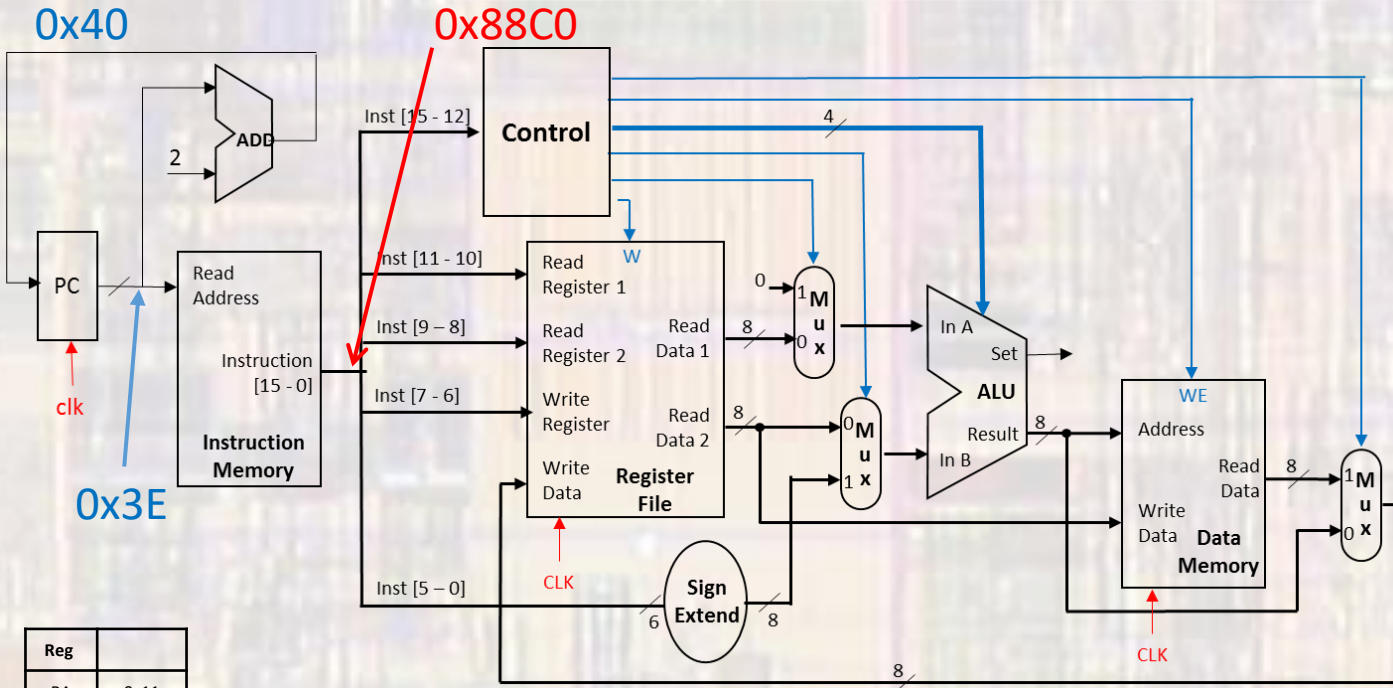 0x40
0x88C0
Inst [15 - 12]
Control
4
ADD
2
PC
clk
Read
Address
Instruction
[15 - 0]
Instruction
Memory
0x3E
Inst [11 - 10]
Inst [9 – 8]
Inst [7 - 6]
Inst [5 – 0]
W
Read
Register 1
Read
Register 2
Write
Register
Write
Data
Read
Data 1
Read
Data 2
Register
File
CLK
8
8
0
1
0
M
u
x
0
1
M
u
x
In A
Set
ALU
Result
In B
8
WE
Address
Read
Data
Write
Data
Data
Memory
CLK
8
1
0
M
u
x
6
Sign
Extend
8
8
Reg